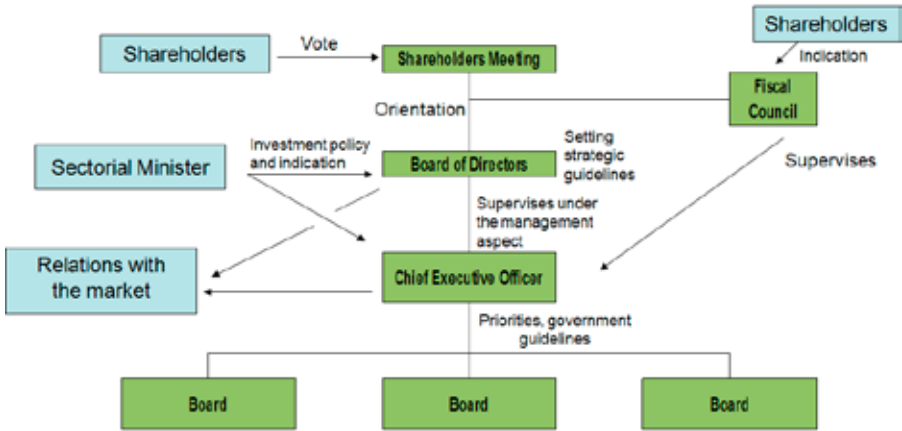 Shareholders
Shareholders
Vote
Shareholders Meeting
Indication
Fiscal
Council
Orientation
Investment policy
and indication
Setting
strategic
guidelines
Sectorial Minister
Board of Directors
Supervises
Supervises under
the management
aspect
Relations with
the market
Chief Executive Officer
Priorities, government
guidelines
Board
Board
Board